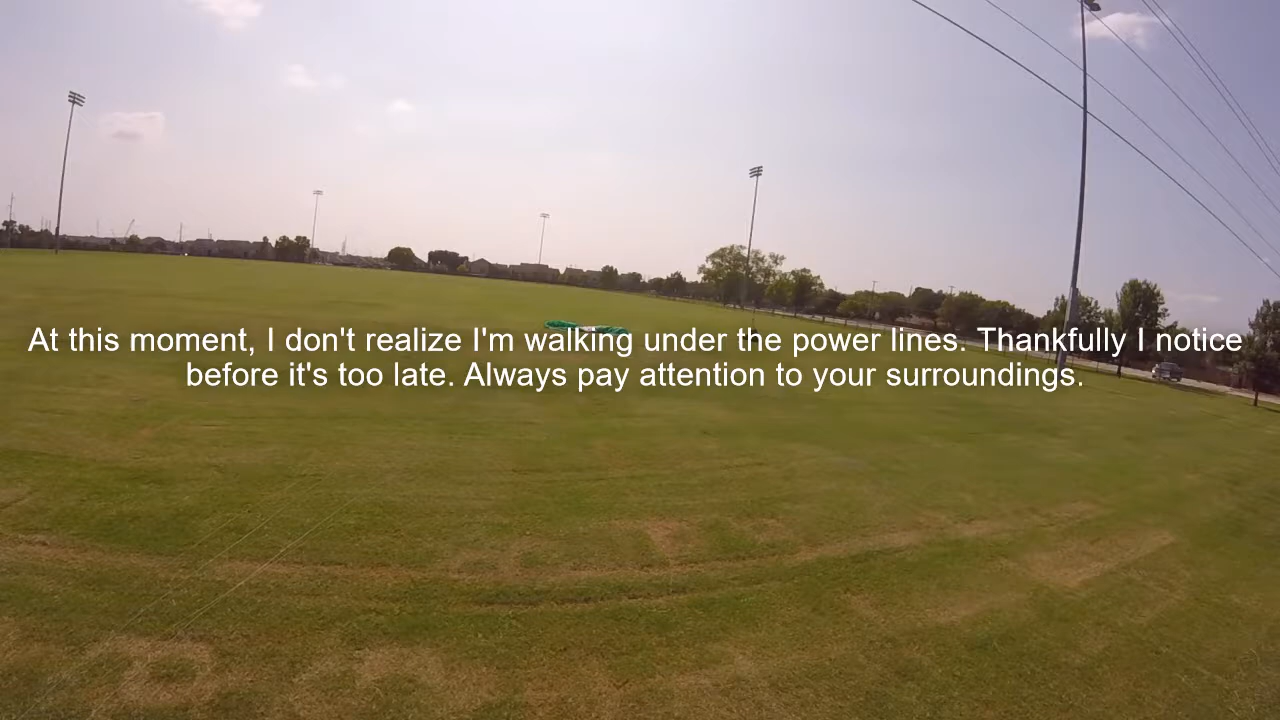 At this moment, I don't realize I'm walking under the power lines. Thankfully I notice
before it's too late. Always pay attention to your surroundings.